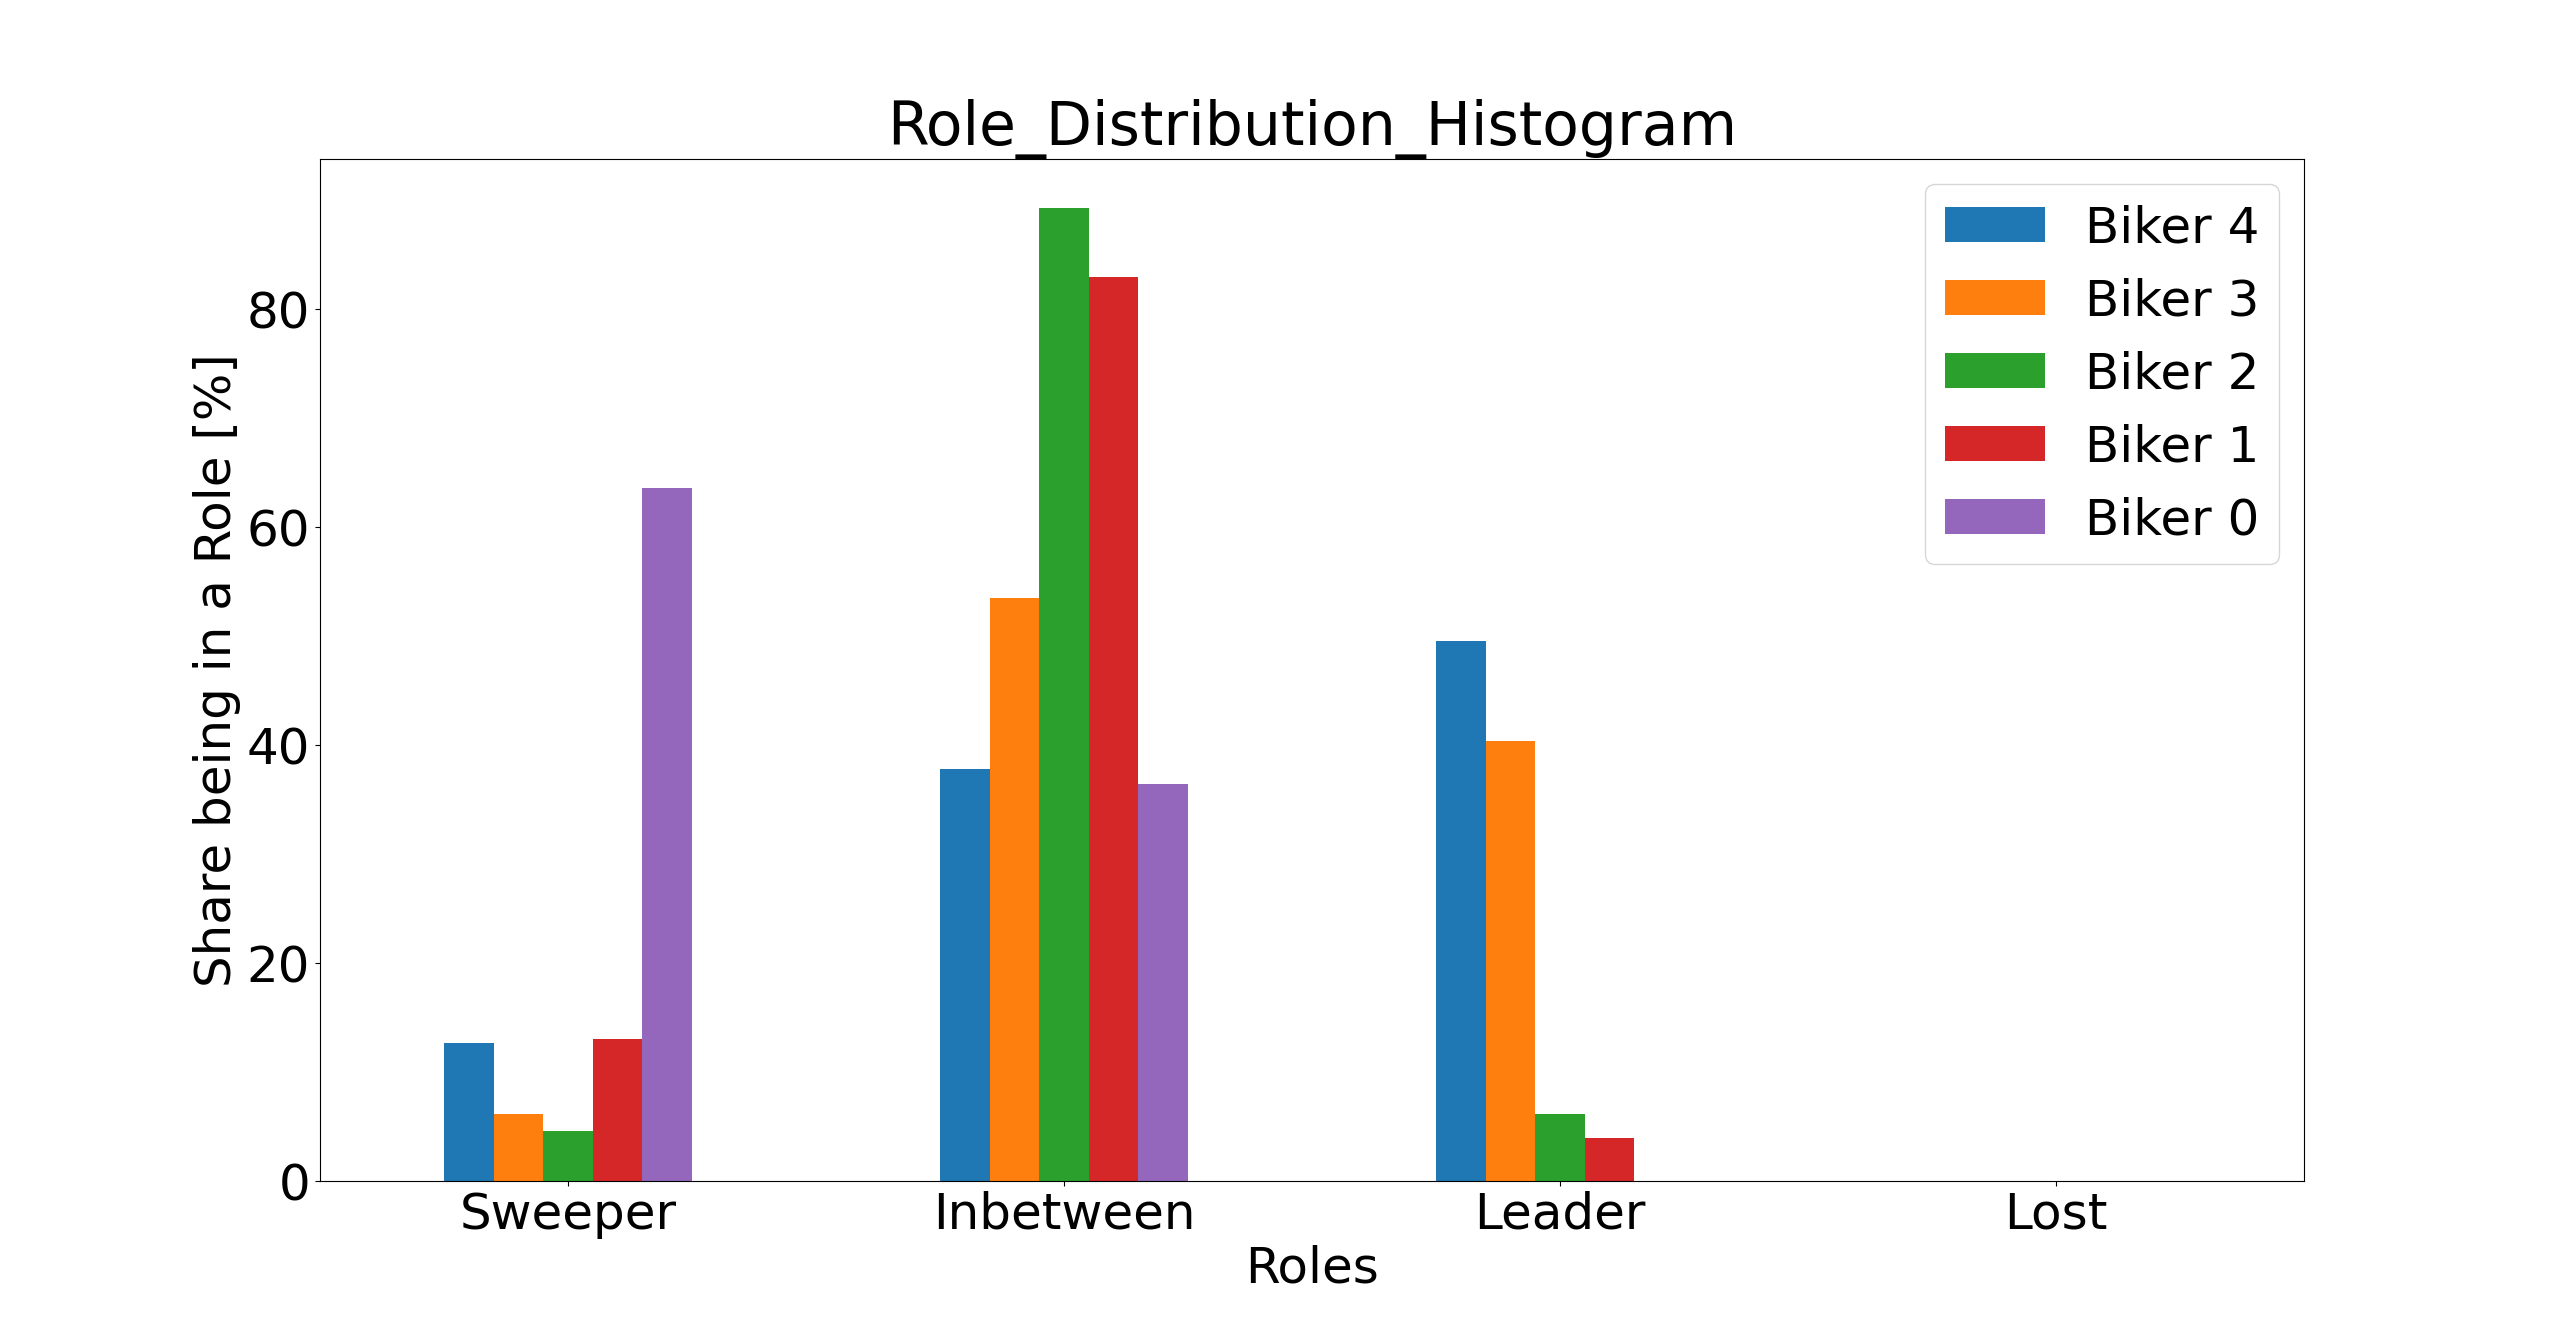 Role_Distribution_Histogram
Share being in a Role [%]
80
60
40
20
0
Biker 4
Biker 3
Biker 2
Biker 1
Biker 0
Sweeper
Inbetween
Leader
Lost
Roles